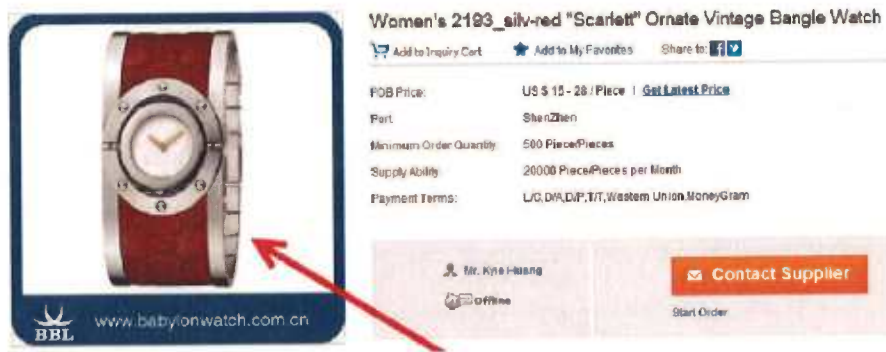 Women's 2193_silv-red "Scarlett" Ornate Vintage Bangle Watch
Add to Inquiry Cart Add to My Favorites Share to:
FOB Price: US $ 15 - 28 / Piece | Get Latest Price
Port: ShenZhen
Minimum Order Quantity: 500 Piece/Pieces
Supply Ability: 20000 Piece/Pieces per Month
Payment Terms: L/C,D/A,D/P,T/T,Western Union,MoneyGram
Mr. Kyle Huang
Offline
Contact Supplier
Start Order
www.babylonwatch.com.cn
BBL